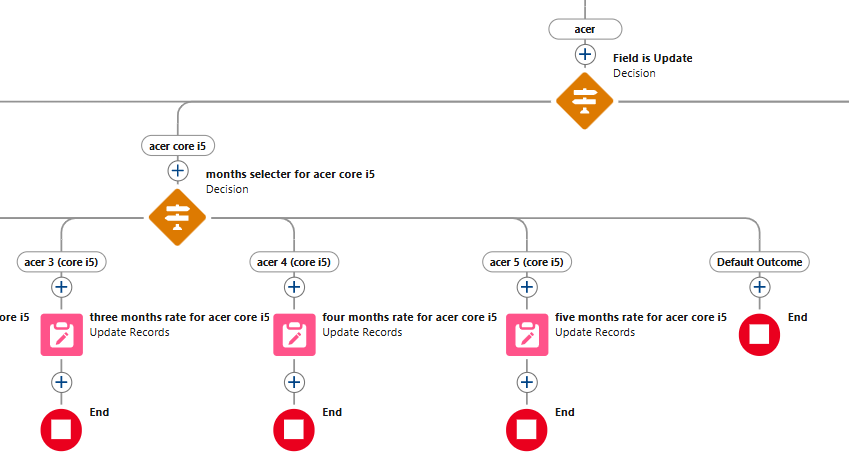 acer
Field is Update
Decision
acer core i5
months selecter for acer core i5
Decision
acer 3 (core i5)
acer 4 (core i5)
acer 5 (core i5)
Default Outcome
ore i5
three months rate for acer core i5
Update Records
four months rate for acer core i5
Update Records
five months rate for acer core i5
Update Records
End
End
End
End